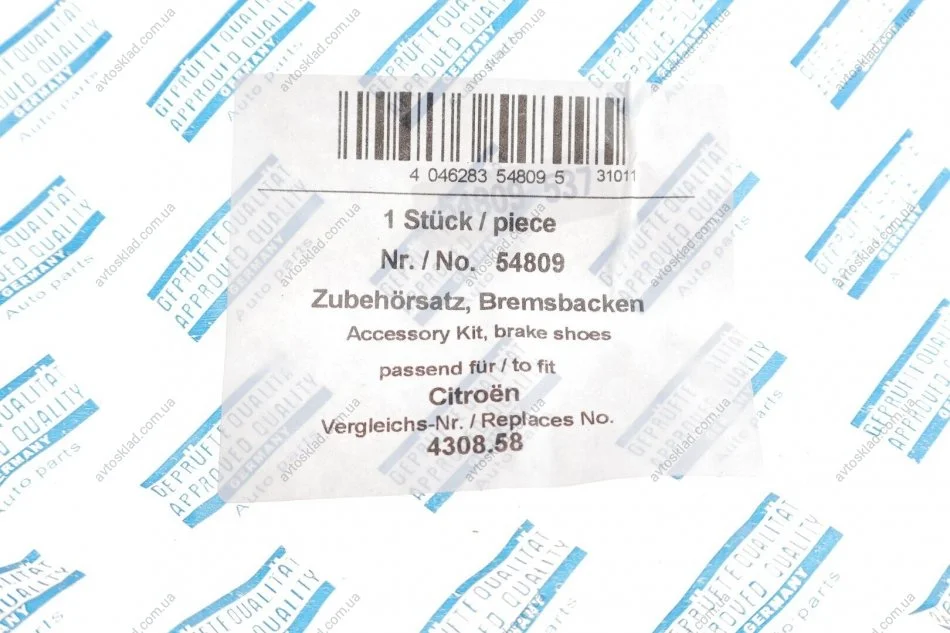 4 046283 54809 5 31011
1 Stück / piece
Nr. / No. 54809
Zubehörsatz, Bremsbacken
Accessory Kit, brake shoes
passend für / to fit
Citroën
Vergleichs-Nr. / Replaces No.
4308.58
GEPRÜFTE QUALITÄT
APPROVED QUALITY
GERMANY
Auto parts
avtosklad.com.ua